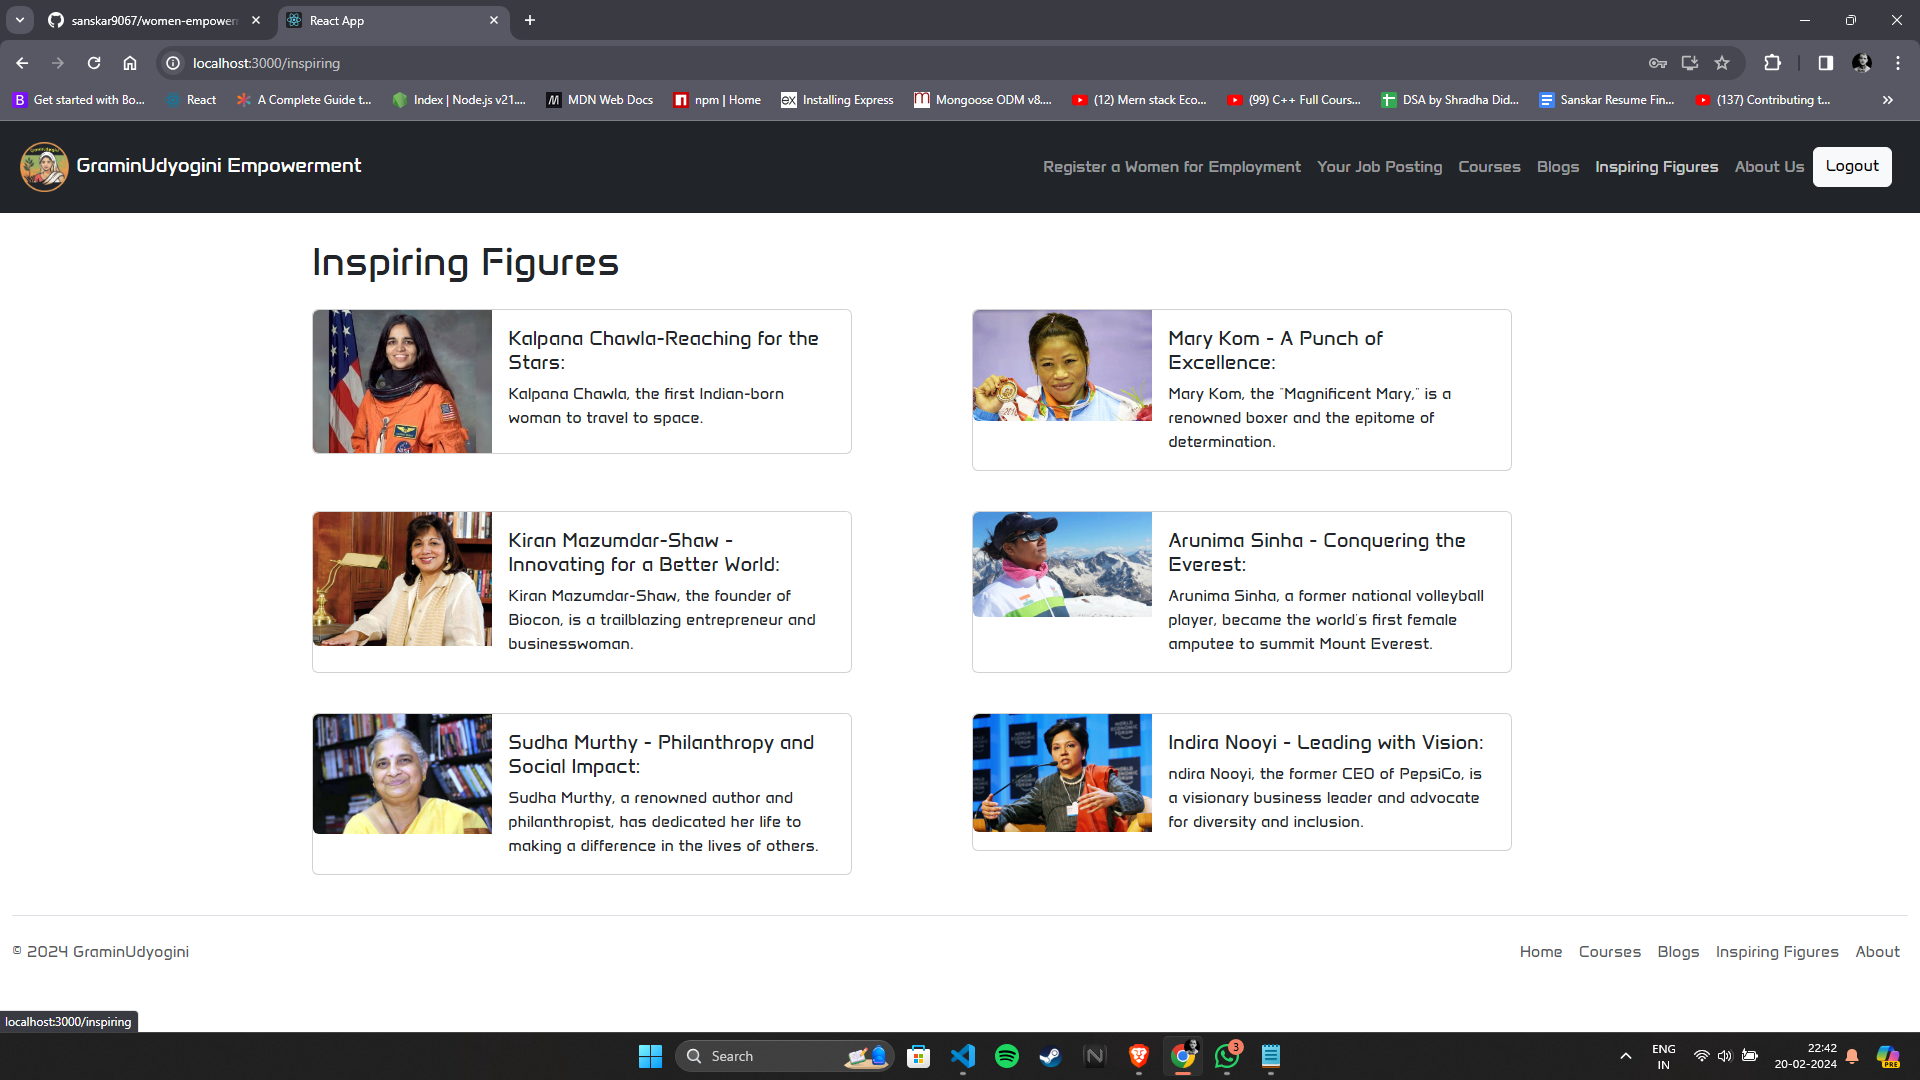 sanskar9067/women-empowerm
React App
localhost:3000/inspiring
Get started with Bo...
React
A Complete Guide t...
Index | Node.js v21....
MDN Web Docs
npm | Home
Installing Express
Mongoose ODM v8....
(12) Mern stack Eco...
(99) C++ Full Cours...
DSA by Shradha Did...
Sanskar Resume Fin...
(137) Contributing t...
GraminUdyogini Empowerment
Register a Women for Employment
Your Job Posting
Courses
Blogs
Inspiring Figures
About Us
Logout
Inspiring Figures
Kalpana Chawla-Reaching for the
Stars:
Kalpana Chawla, the first Indian-born
woman to travel to space.
Mary Kom - A Punch of
Excellence:
Mary Kom, the "Magnificent Mary," is a
renowned boxer and the epitome of
determination.
Kiran Mazumdar-Shaw -
Innovating for a Better World:
Kiran Mazumdar-Shaw, the founder of
Biocon, is a trailblazing entrepreneur and
businesswoman.
Arunima Sinha - Conquering the
Everest:
Arunima Sinha, a former national volleyball
player, became the world's first female
amputee to summit Mount Everest.
Sudha Murthy - Philanthropy and
Social Impact:
Sudha Murthy, a renowned author and
philanthropist, has dedicated her life to
making a difference in the lives of others.
WORLD
ECONOMIC
FORUM
Indira Nooyi - Leading with Vision:
ndira Nooyi, the former CEO of PepsiCo, is
a visionary business leader and advocate
for diversity and inclusion.
© 2024 GraminUdyogini
Home
Courses
Blogs
Inspiring Figures
About
localhost:3000/inspiring
Search
3
ENG
IN
22:42
20-02-2024
PRE